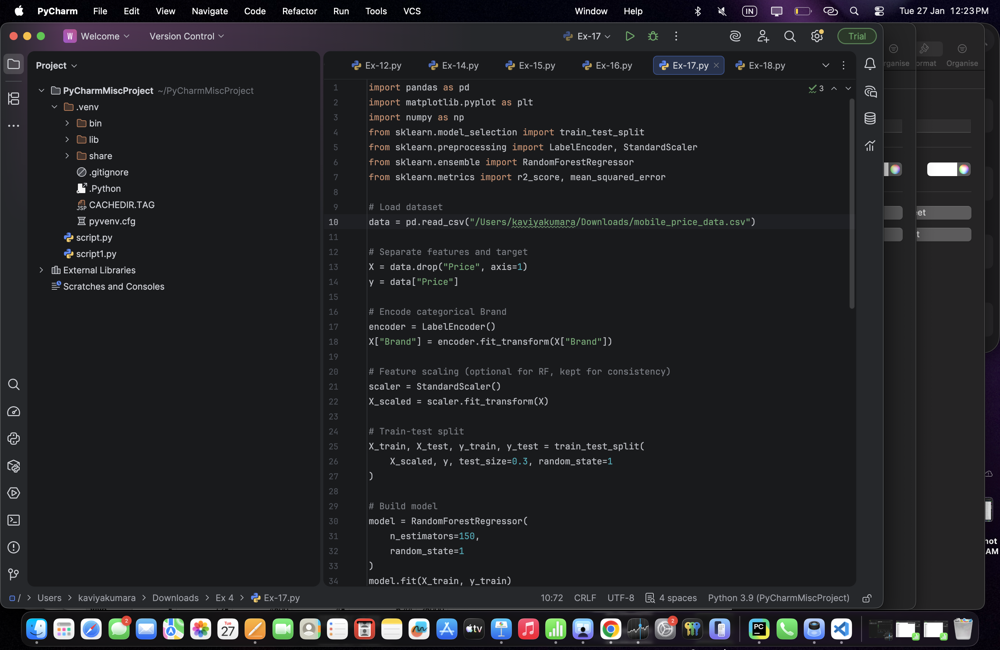 PyCharm File Edit View Navigate Code Refactor Run Tools VCS Window Help IN Tue 27 Jan 12:23 PM
W Welcome Version Control Ex-17 Trial
Project
Ex-12.py Ex-14.py Ex-15.py Ex-16.py Ex-17.py Ex-18.py
rganise ormat Organise
PyCharmMiscProject ~/PyCharmMiscProject
.venv
bin
lib
share
.gitignore
.Python
JSP CACHEDIR.TAG
pyvenv.cfg
script.py
script1.py
External Libraries
Scratches and Consoles
3
1 import pandas as pd
2 import matplotlib.pyplot as plt
3 import numpy as np
4 from sklearn.model_selection import train_test_split
5 from sklearn.preprocessing import LabelEncoder, StandardScaler
6 from sklearn.ensemble import RandomForestRegressor
7 from sklearn.metrics import r2_score, mean_squared_error
8
9 # Load dataset
10 data = pd.read_csv("/Users/kaviyakumara/Downloads/mobile_price_data.csv")
11
12 # Separate features and target
13 X = data.drop("Price", axis=1)
14 y = data["Price"]
15
16 # Encode categorical Brand
17 encoder = LabelEncoder()
18 X["Brand"] = encoder.fit_transform(X["Brand"])
19
20 # Feature scaling (optional for RF, kept for consistency)
21 scaler = StandardScaler()
22 X_scaled = scaler.fit_transform(X)
23
24 # Train-test split
25 X_train, X_test, y_train, y_test = train_test_split(
26 X_scaled, y, test_size=0.3, random_state=1
27 )
28
29 # Build model
30 model = RandomForestRegressor(
31 n_estimators=150,
32 random_state=1
33 )
34 model.fit(X_train, y_train)
et
t
not
AM
/ > Users > kaviyakumara > Downloads > Ex 4 > Ex-17.py 10:72 CRLF UTF-8 4 spaces Python 3.9 (PyCharmMiscProject)
2
Tue
27
tv
2
PC